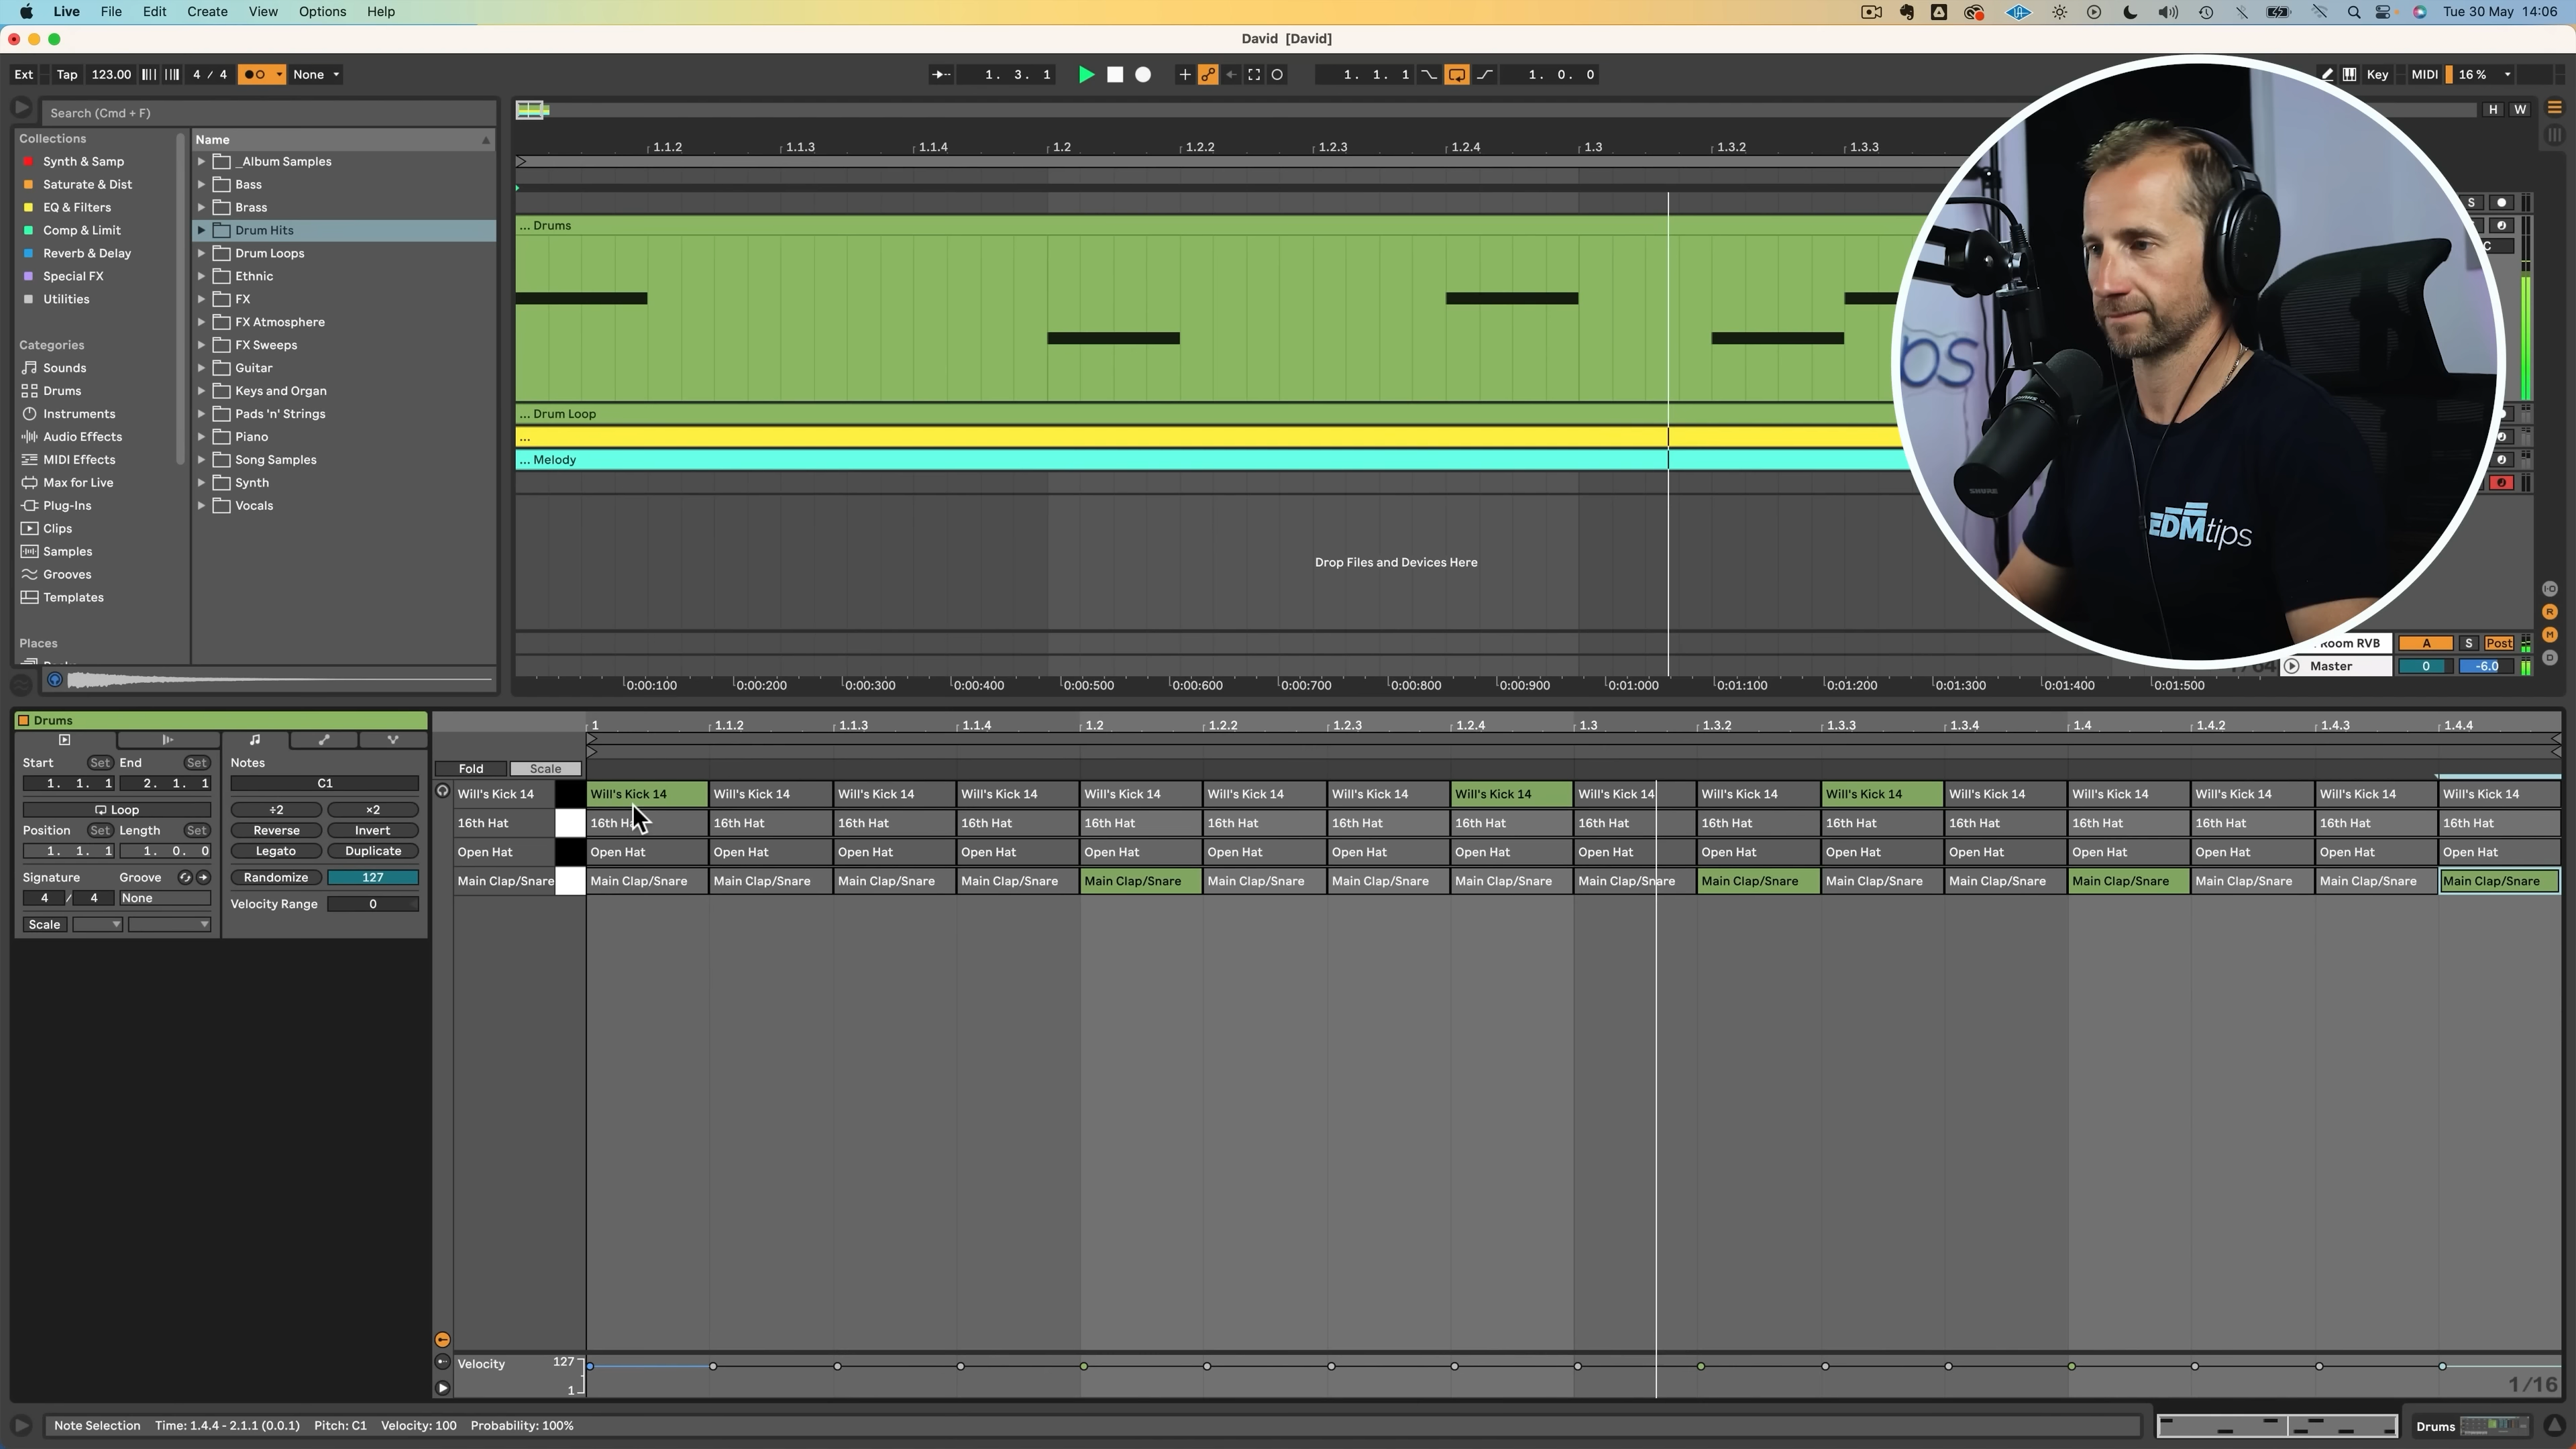 Live File Edit Create View Options Help
Tue 30 May 14:06
David [David]
Ext Tap 123.00 4 / 4 None
1. 3. 1
1. 1. 1
1. 0. 0
Key MIDI 16 %
Search (Cmd + F)
H W
Collections
Synth & Samp
Saturate & Dist
EQ & Filters
Comp & Limit
Reverb & Delay
Special FX
Utilities
Categories
Sounds
Drums
Instruments
Audio Effects
MIDI Effects
Max for Live
Plug-Ins
Clips
Samples
Grooves
Templates
Places
Name
_Album Samples
Bass
Brass
Drum Hits
Drum Loops
Ethnic
FX
FX Atmosphere
FX Sweeps
Guitar
Keys and Organ
Pads 'n' Strings
Piano
Song Samples
Synth
Vocals
1.1.2 1.1.3 1.1.4 1.2 1.2.2 1.2.3 1.2.4 1.3 1.3.2 1.3.3
... Drums
... Drum Loop
...
... Melody
Drop Files and Devices Here
S
C
SHURE
EDMtips
Room RVB A S Post
Master 0 -6.0
R
M
D
0:00:100 0:00:200 0:00:300 0:00:400 0:00:500 0:00:600 0:00:700 0:00:800 0:00:900 0:01:000 0:01:100 0:01:200 0:01:300 0:01:400 0:01:500
Drums
Start Set End Set
1. 1. 1 2. 1. 1
Loop
Position Set Length Set
1. 1. 1 1. 0. 0
Signature Groove
4 / 4 None
Scale
Notes
C1
÷2 ×2
Reverse Invert
Legato Duplicate
Randomize 127
Velocity Range 0
1 1.1.2 1.1.3 1.1.4 1.2 1.2.2 1.2.3 1.2.4 1.3 1.3.2 1.3.3 1.3.4 1.4 1.4.2 1.4.3 1.4.4
Fold Scale
Will's Kick 14 Will's Kick 14 Will's Kick 14 Will's Kick 14 Will's Kick 14 Will's Kick 14 Will's Kick 14 Will's Kick 14 Will's Kick 14 Will's Kick 14 Will's Kick 14 Will's Kick 14 Will's Kick 14 Will's Kick 14 Will's Kick 14 Will's Kick 14 Will's Kick 14
16th Hat 16th Ha 16th Hat 16th Hat 16th Hat 16th Hat 16th Hat 16th Hat 16th Hat 16th Hat 16th Hat 16th Hat 16th Hat 16th Hat 16th Hat 16th Hat 16th Hat
Open Hat Open Hat Open Hat Open Hat Open Hat Open Hat Open Hat Open Hat Open Hat Open Hat Open Hat Open Hat Open Hat Open Hat Open Hat Open Hat Open Hat
Main Clap/Snare Main Clap/Snare Main Clap/Snare Main Clap/Snare Main Clap/Snare Main Clap/Snare Main Clap/Snare Main Clap/Snare Main Clap/Snare Main Clap/Snare Main Clap/Snare Main Clap/Snare Main Clap/Snare Main Clap/Snare Main Clap/Snare Main Clap/Snare Main Clap/Snare
Velocity 127
1
1/16
Note Selection Time: 1.4.4 - 2.1.1 (0.0.1) Pitch: C1 Velocity: 100 Probability: 100%
Drums